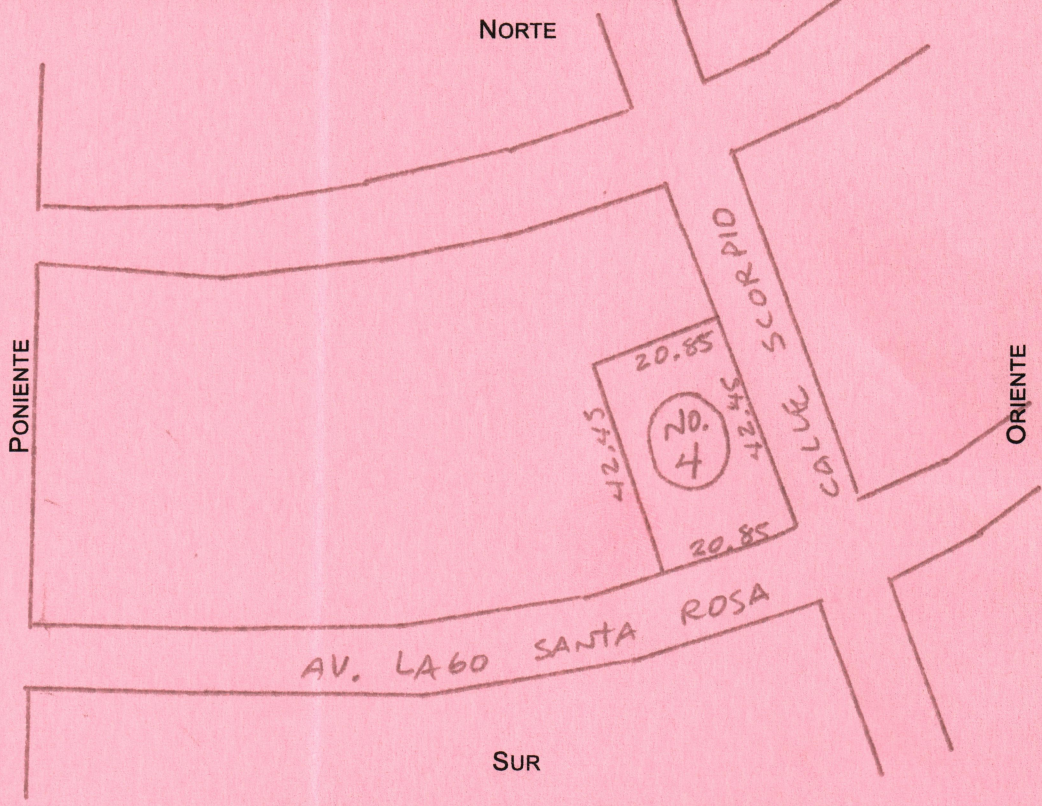 NORTE
PONIENTE
ORIENTE
CALLE SCORPIO
20.85
42.45
42.45
NO.
4
20.85
AV. LAGO SANTA ROSA
SUR